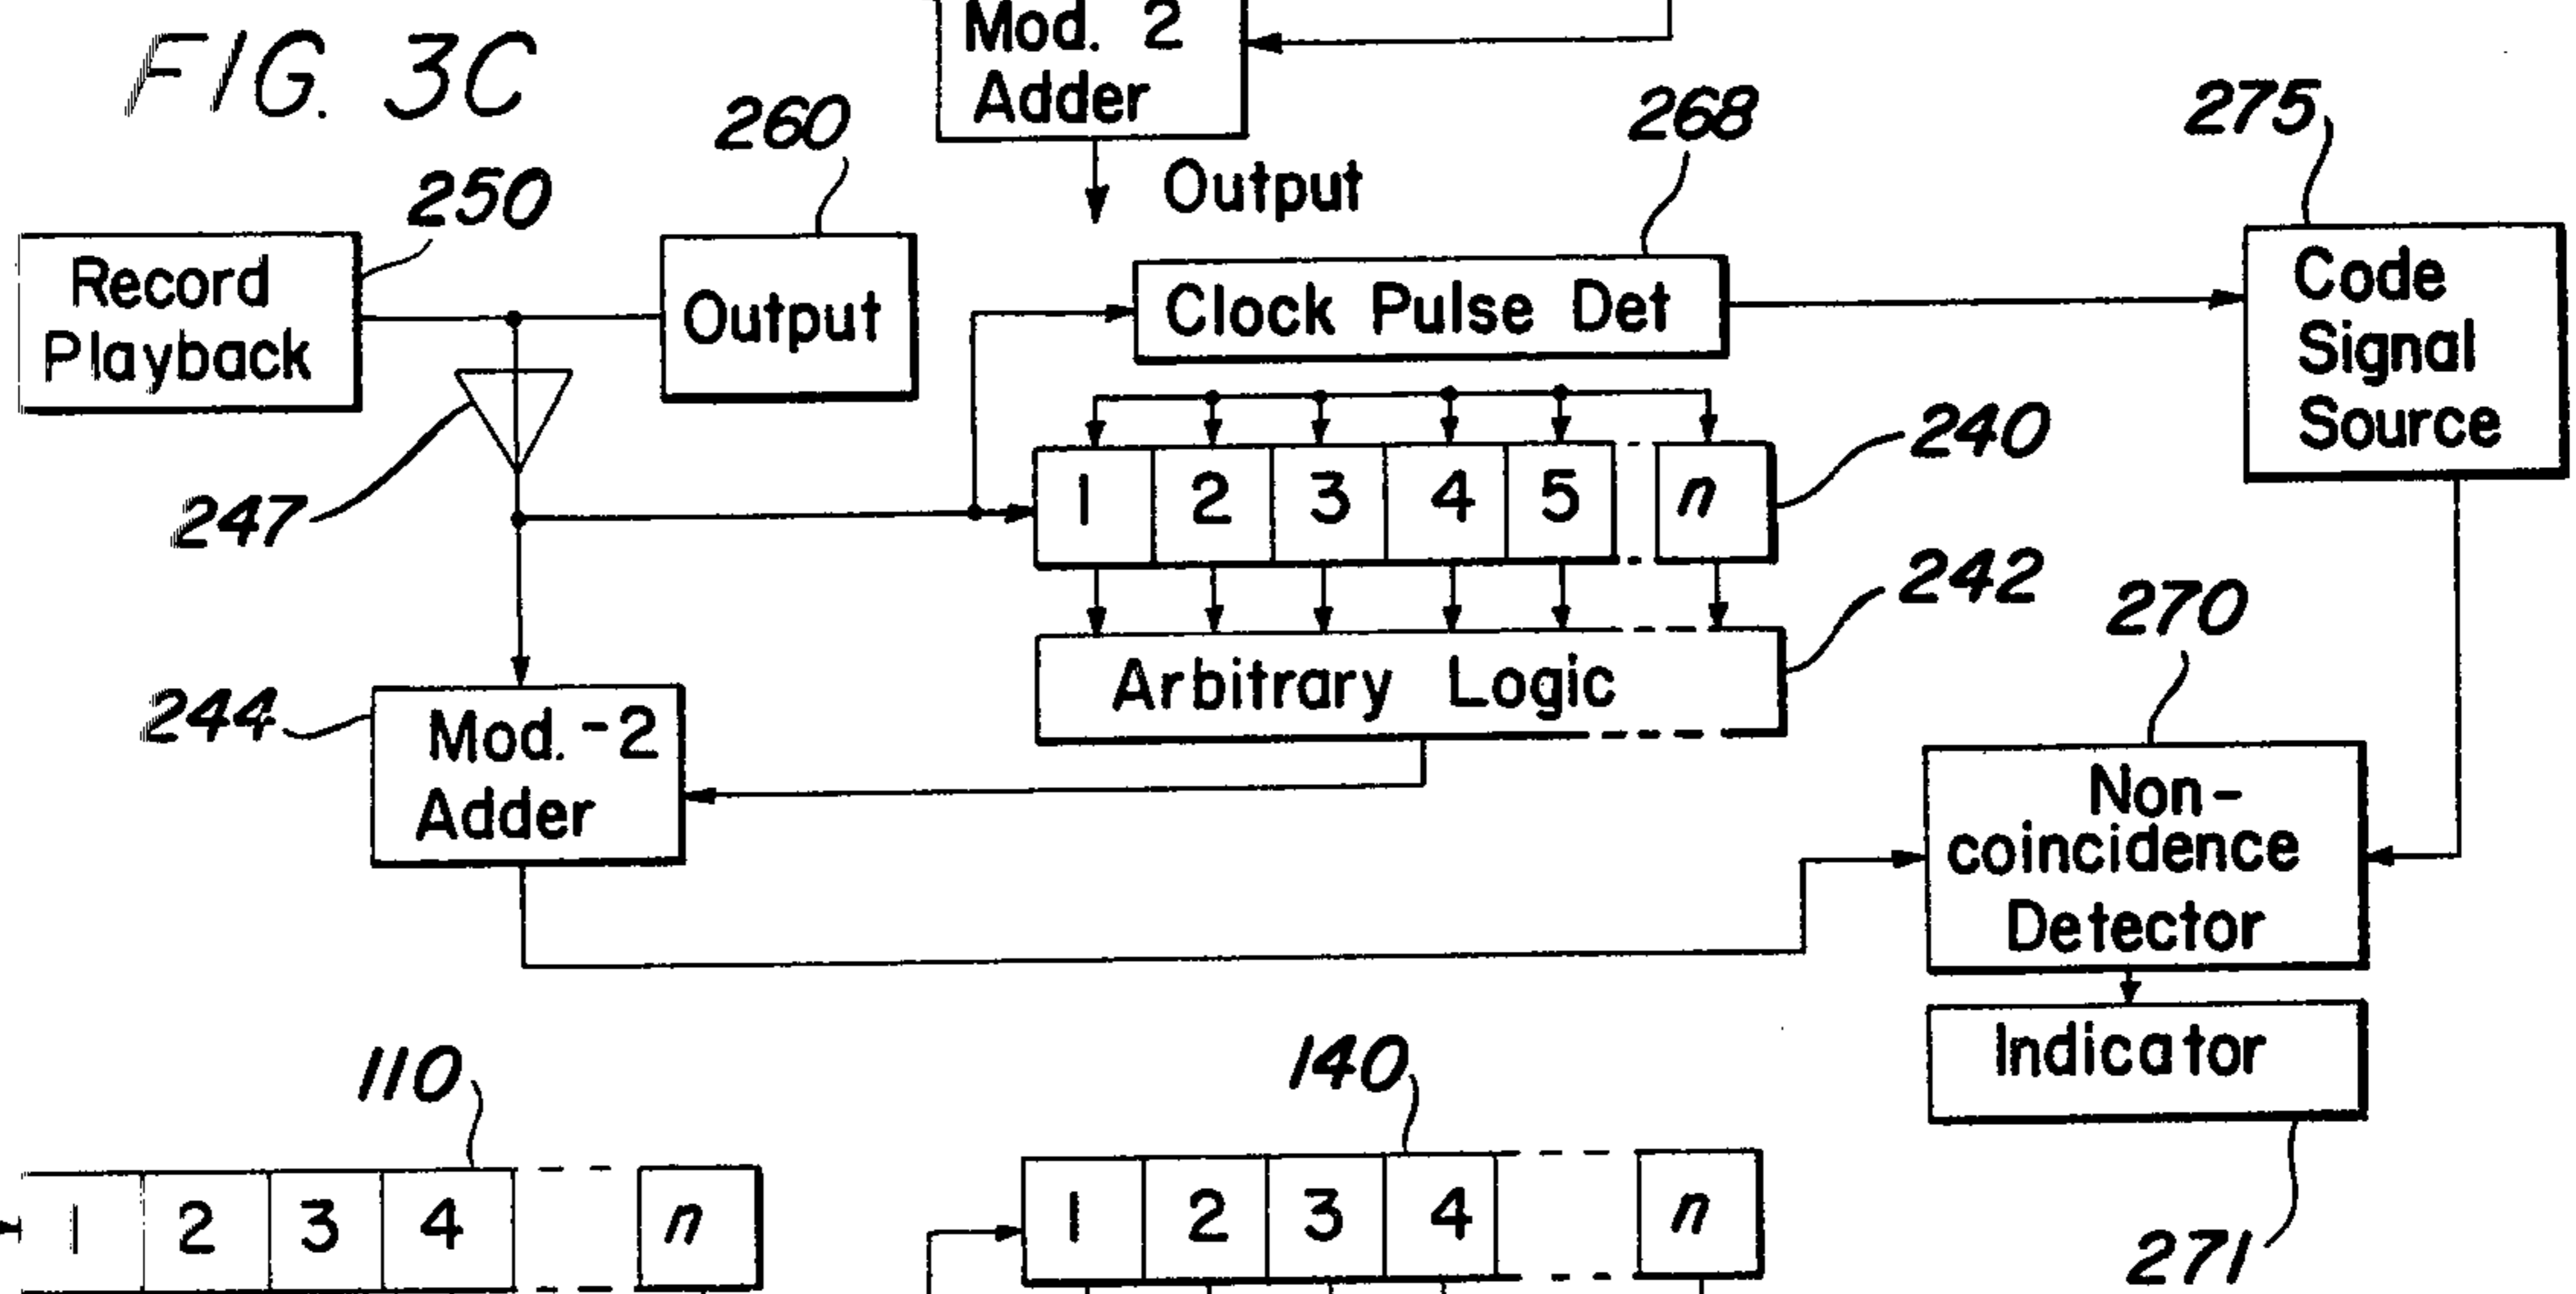 FIG. 3C
Mod. 2
Adder
Output
250
260
268
275
Record
Playback
Output
Clock Pulse Det
Code
Signal
Source
247
1 2 3 4 5 n
240
242
Arbitrary Logic
244
Mod.-2
Adder
270
Non-
coincidence
Detector
Indicator
271
110
1 2 3 4 n
140
1 2 3 4 n